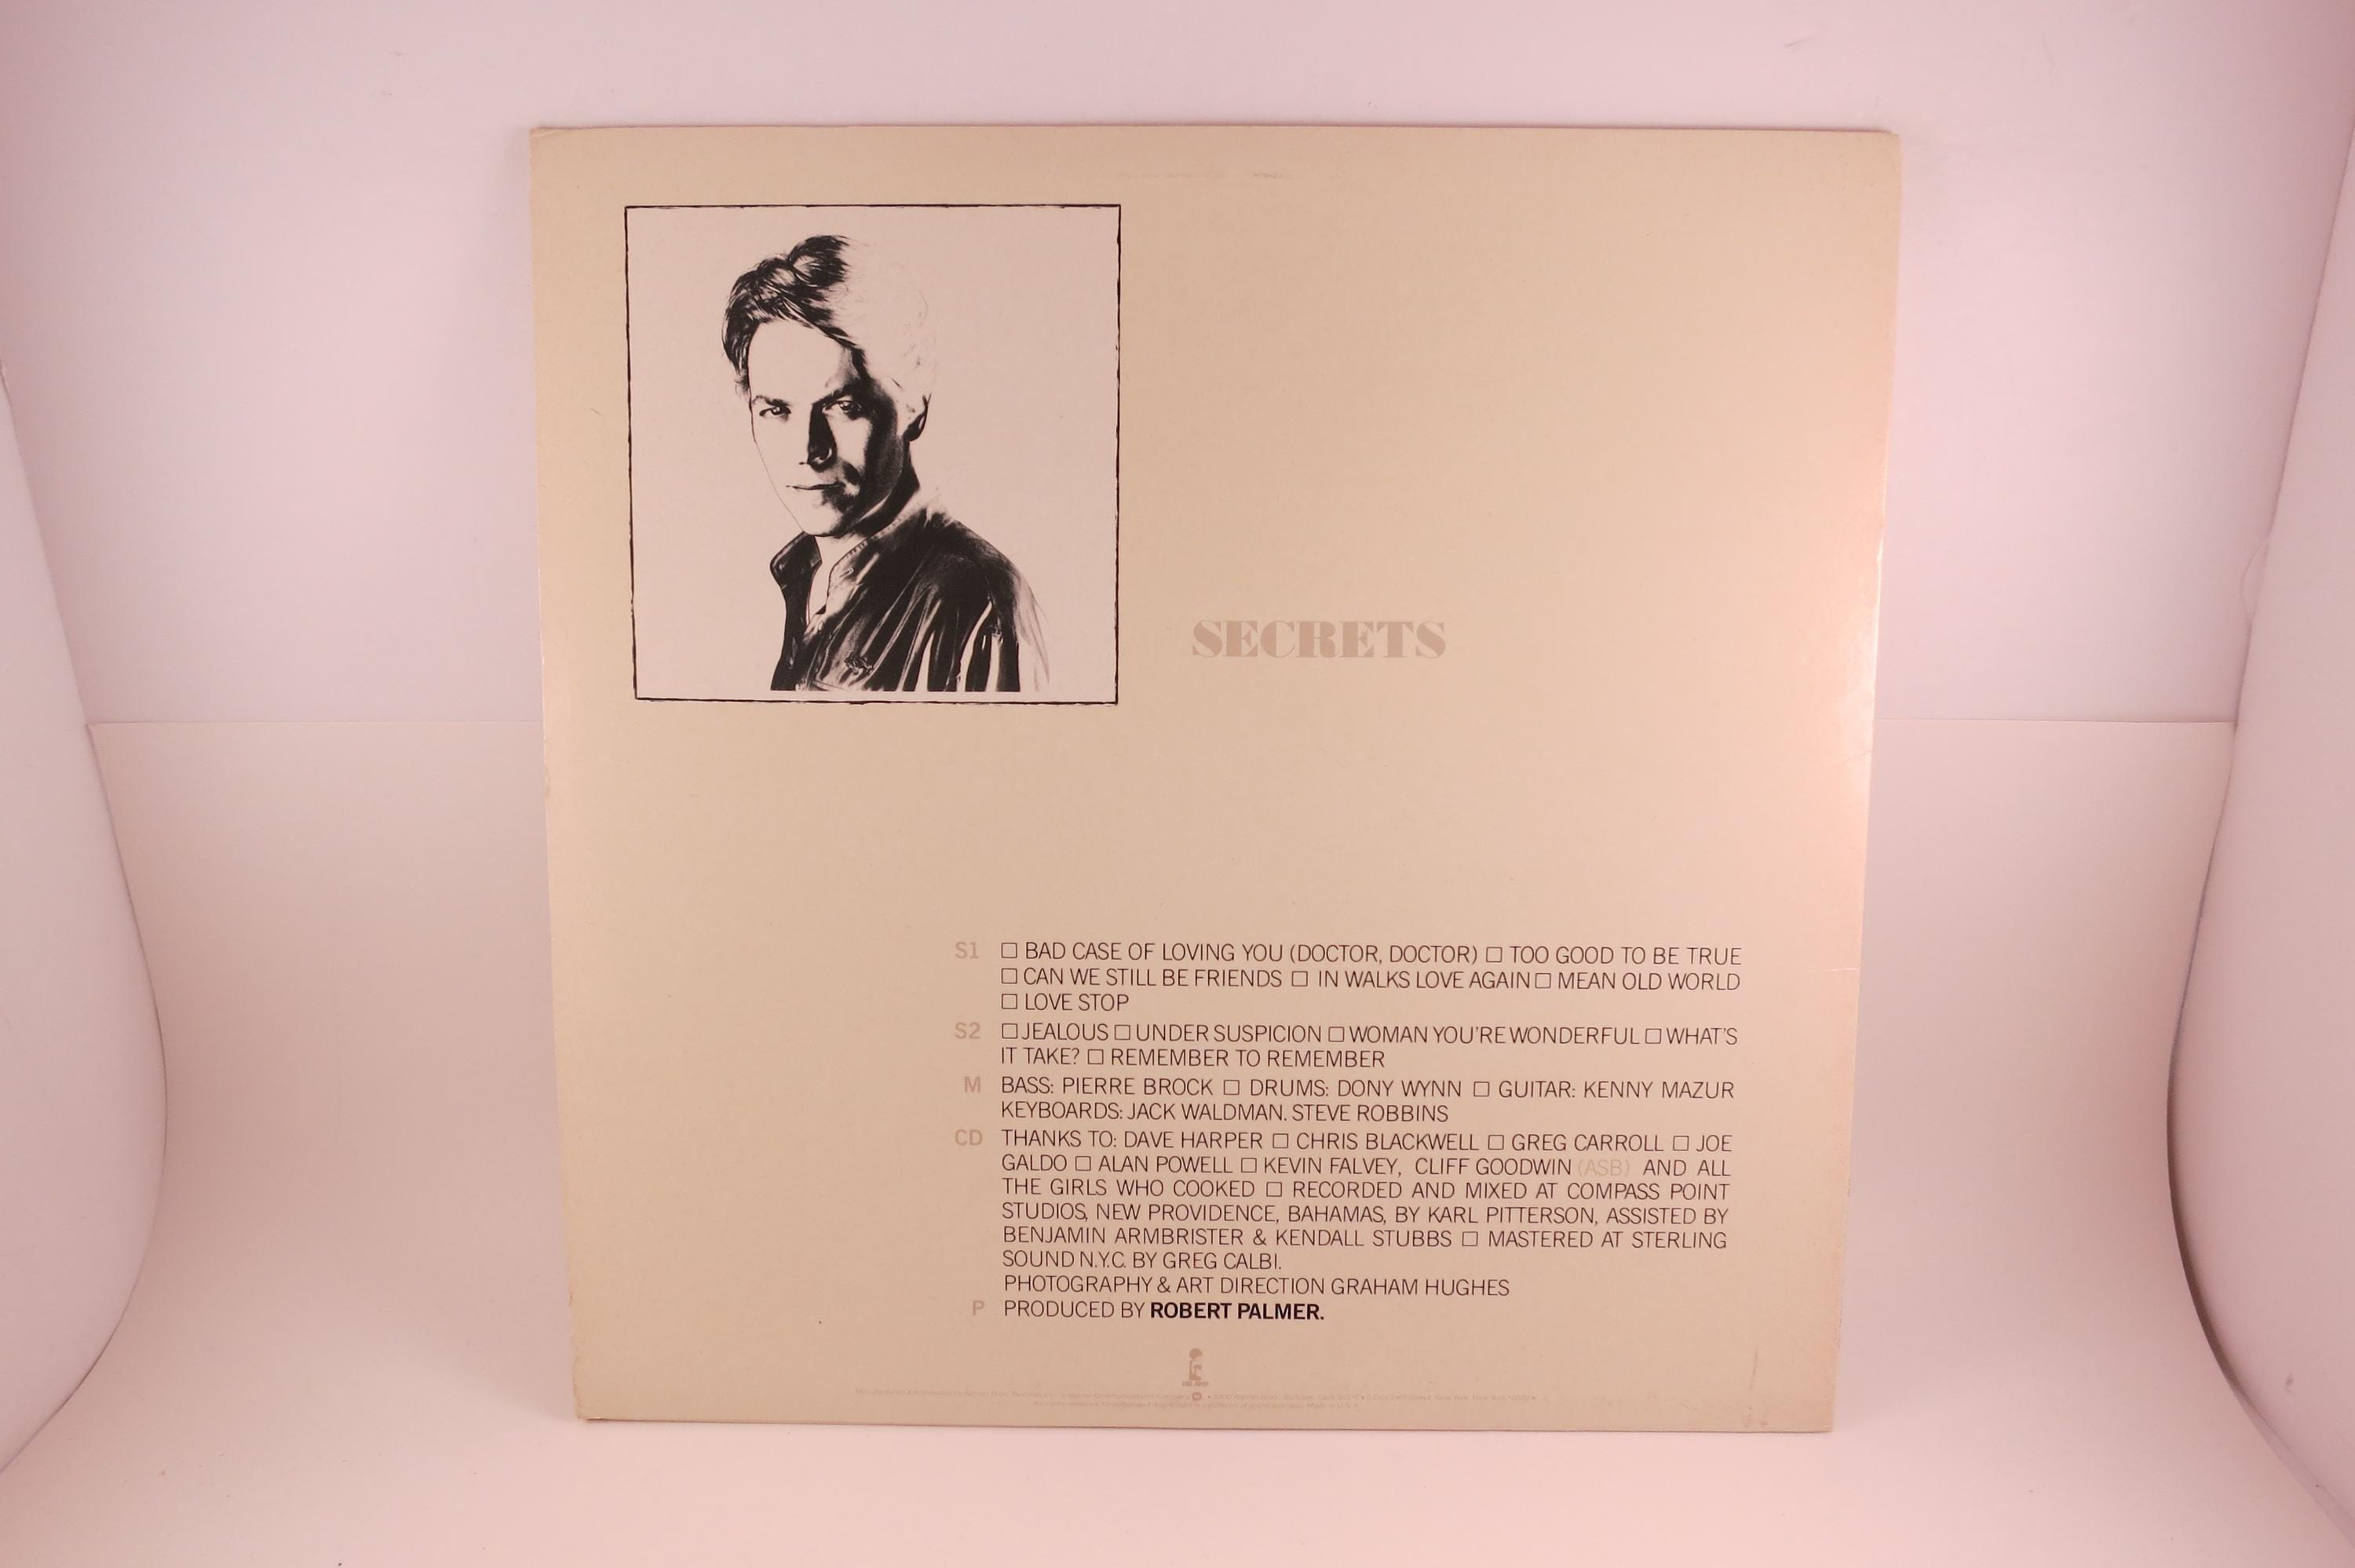 SECRETS
S1 □ BAD CASE OF LOVING YOU (DOCTOR, DOCTOR) □ TOO GOOD TO BE TRUE
□ CAN WE STILL BE FRIENDS □ IN WALKS LOVE AGAIN □ MEAN OLD WORLD
□ LOVE STOP
S2 □ JEALOUS □ UNDER SUSPICION □ WOMAN YOU'RE WONDERFUL □ WHAT'S
IT TAKE? □ REMEMBER TO REMEMBER
M BASS: PIERRE BROCK □ DRUMS: DONY WYNN □ GUITAR: KENNY MAZUR
KEYBOARDS: JACK WALDMAN. STEVE ROBBINS
CD THANKS TO: DAVE HARPER □ CHRIS BLACKWELL □ GREG CARROLL □ JOE
GALDO □ ALAN POWELL □ KEVIN FALVEY, CLIFF GOODWIN (ASB) AND ALL
THE GIRLS WHO COOKED □ RECORDED AND MIXED AT COMPASS POINT
STUDIOS, NEW PROVIDENCE, BAHAMAS, BY KARL PITTERSON, ASSISTED BY
BENJAMIN ARMBRISTER & KENDALL STUBBS □ MASTERED AT STERLING
SOUND N.Y.C. BY GREG CALBI.
PHOTOGRAPHY & ART DIRECTION GRAHAM HUGHES
P PRODUCED BY ROBERT PALMER.